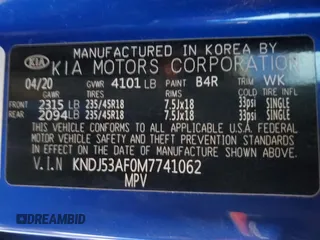 MANUFACTURED IN KOREA BY
KIA KIA MOTORS CORPORATION
04/20 GVWR 4101 LB PAINT B4R TRIM WK
GAWR TIRES RIMS COLD TIRE INFL
FRONT 2315 LB 235/45R18 7.5Jx18 33psi SINGLE
REAR 2094 LB 235/45R18 7.5Jx18 33psi SINGLE
THIS VEHICLE CONFORMS TO ALL APPLICABLE U.S.A. FEDERAL MOTOR
VEHICLE SAFETY AND THEFT PREVENTION STANDARDS IN EFFECT ON
THE DATE OF MANUFACTURE SHOWN ABOVE.
V.I.N KNDJ53AF0M7741062
MPV
DREAMBID